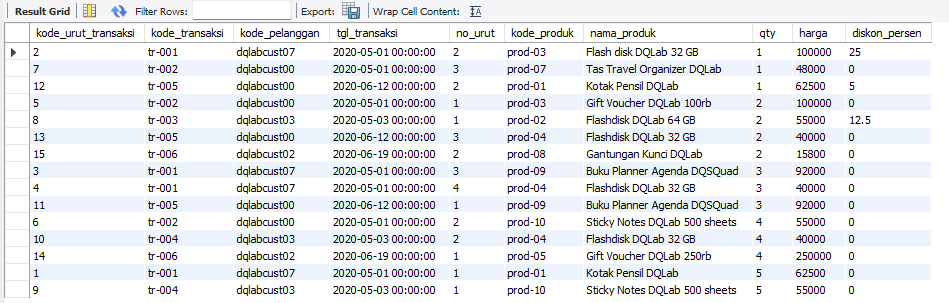 Result Grid Filter Rows: Export: Wrap Cell Content:
kode_urut_transaksi kode_transaksi kode_pelanggan tgl_transaksi no_urut kode_produk nama_produk qty harga diskon_persen
2 tr-001 dqlabcust07 2020-05-01 00:00:00 2 prod-03 Flash disk DQLab 32 GB 1 100000 25
7 tr-002 dqlabcust00 2020-05-01 00:00:00 3 prod-07 Tas Travel Organizer DQLab 1 48000 0
12 tr-005 dqlabcust00 2020-06-12 00:00:00 2 prod-01 Kotak Pensil DQLab 1 62500 5
5 tr-002 dqlabcust00 2020-05-01 00:00:00 1 prod-03 Gift Voucher DQLab 100rb 2 100000 0
8 tr-003 dqlabcust03 2020-05-03 00:00:00 1 prod-02 Flashdisk DQLab 64 GB 2 55000 12.5
13 tr-005 dqlabcust00 2020-06-12 00:00:00 3 prod-04 Flashdisk DQLab 32 GB 2 40000 0
15 tr-006 dqlabcust02 2020-06-19 00:00:00 2 prod-08 Gantungan Kunci DQLab 2 15800 0
3 tr-001 dqlabcust07 2020-05-01 00:00:00 3 prod-09 Buku Planner Agenda DQSQuad 3 92000 0
4 tr-001 dqlabcust07 2020-05-01 00:00:00 4 prod-04 Flashdisk DQLab 32 GB 3 40000 0
11 tr-005 dqlabcust00 2020-06-12 00:00:00 1 prod-09 Buku Planner Agenda DQSQuad 3 92000 0
6 tr-002 dqlabcust00 2020-05-01 00:00:00 2 prod-10 Sticky Notes DQLab 500 sheets 4 55000 0
10 tr-004 dqlabcust03 2020-05-03 00:00:00 2 prod-04 Flashdisk DQLab 32 GB 4 40000 0
14 tr-006 dqlabcust02 2020-06-19 00:00:00 1 prod-05 Gift Voucher DQLab 250rb 4 250000 0
1 tr-001 dqlabcust07 2020-05-01 00:00:00 1 prod-01 Kotak Pensil DQLab 5 62500 0
9 tr-004 dqlabcust03 2020-05-03 00:00:00 1 prod-10 Sticky Notes DQLab 500 sheets 5 55000 0